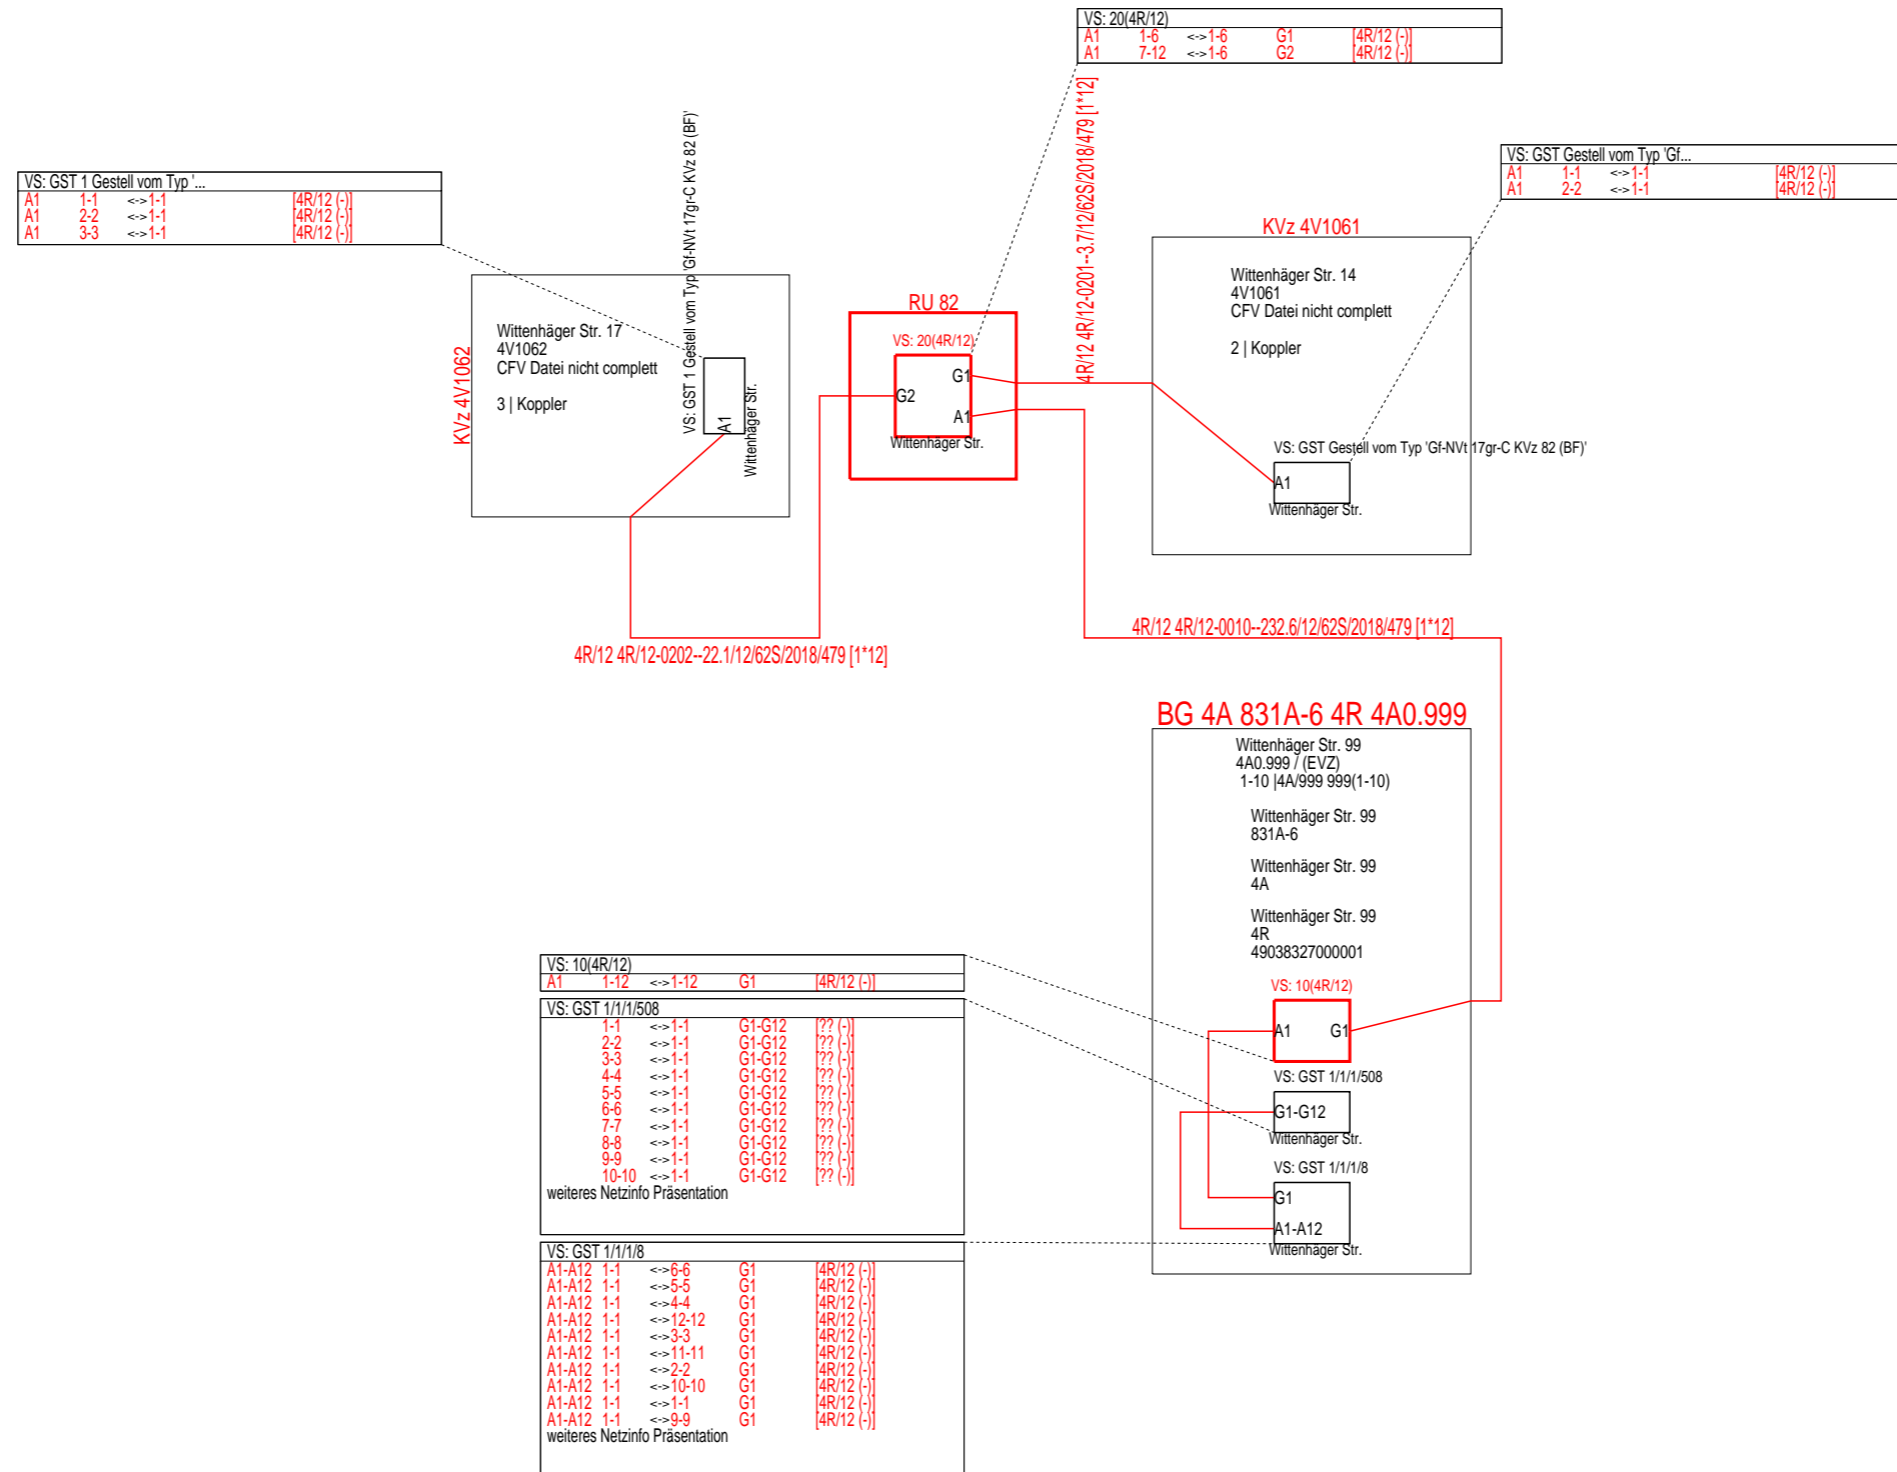 VS: 20(4R/12)
A1 1-6 <->1-6 G1 [4R/12 (-)]
A1 7-12 <->1-6 G2 [4R/12 (-)]
VS: GST 1 Gestell vom Typ '...
A1 1-1 <->1-1 [4R/12 (-)]
A1 2-2 <->1-1 [4R/12 (-)]
A1 3-3 <->1-1 [4R/12 (-)]
VS: GST Gestell vom Typ 'Gf...
A1 1-1 <->1-1 [4R/12 (-)]
A1 2-2 <->1-1 [4R/12 (-)]
KVz 4V1062
Wittenhäger Str. 17
4V1062
CFV Datei nicht complett
3 | Koppler
VS: GST 1 Gestell vom Typ 'Gf-NVt 17gr-C KVz 82 (BF)'
A1
Wittenhäger Str.
RU 82
VS: 20(4R/12)
G1
G2
A1
Wittenhäger Str.
4R/12 4R/12-0201--3.7/12/62S/2018/479 [1*12]
KVz 4V1061
Wittenhäger Str. 14
4V1061
CFV Datei nicht complett
2 | Koppler
VS: GST Gestell vom Typ 'Gf-NVt 17gr-C KVz 82 (BF)'
A1
Wittenhäger Str.
4R/12 4R/12-0010--232.6/12/62S/2018/479 [1*12]
4R/12 4R/12-0202--22.1/12/62S/2018/479 [1*12]
BG 4A 831A-6 4R 4A0.999
Wittenhäger Str. 99
4A0.999 / (EVZ)
1-10 |4A/999 999(1-10)
Wittenhäger Str. 99
831A-6
Wittenhäger Str. 99
4A
Wittenhäger Str. 99
4R
49038327000001
VS: 10(4R/12)
A1 G1
VS: GST 1/1/1/508
G1-G12
Wittenhäger Str.
VS: GST 1/1/1/8
G1
A1-A12
Wittenhäger Str.
VS: 10(4R/12)
A1 1-12 <->1-12 G1 [4R/12 (-)]
VS: GST 1/1/1/508
1-1 <->1-1 G1-G12 [?? (-)]
2-2 <->1-1 G1-G12 [?? (-)]
3-3 <->1-1 G1-G12 [?? (-)]
4-4 <->1-1 G1-G12 [?? (-)]
5-5 <->1-1 G1-G12 [?? (-)]
6-6 <->1-1 G1-G12 [?? (-)]
7-7 <->1-1 G1-G12 [?? (-)]
8-8 <->1-1 G1-G12 [?? (-)]
9-9 <->1-1 G1-G12 [?? (-)]
10-10 <->1-1 G1-G12 [?? (-)]
weiteres Netzinfo Präsentation
VS: GST 1/1/1/8
A1-A12 1-1 <->6-6 G1 [4R/12 (-)]
A1-A12 1-1 <->5-5 G1 [4R/12 (-)]
A1-A12 1-1 <->4-4 G1 [4R/12 (-)]
A1-A12 1-1 <->12-12 G1 [4R/12 (-)]
A1-A12 1-1 <->3-3 G1 [4R/12 (-)]
A1-A12 1-1 <->11-11 G1 [4R/12 (-)]
A1-A12 1-1 <->2-2 G1 [4R/12 (-)]
A1-A12 1-1 <->10-10 G1 [4R/12 (-)]
A1-A12 1-1 <->1-1 G1 [4R/12 (-)]
A1-A12 1-1 <->9-9 G1 [4R/12 (-)]
weiteres Netzinfo Präsentation